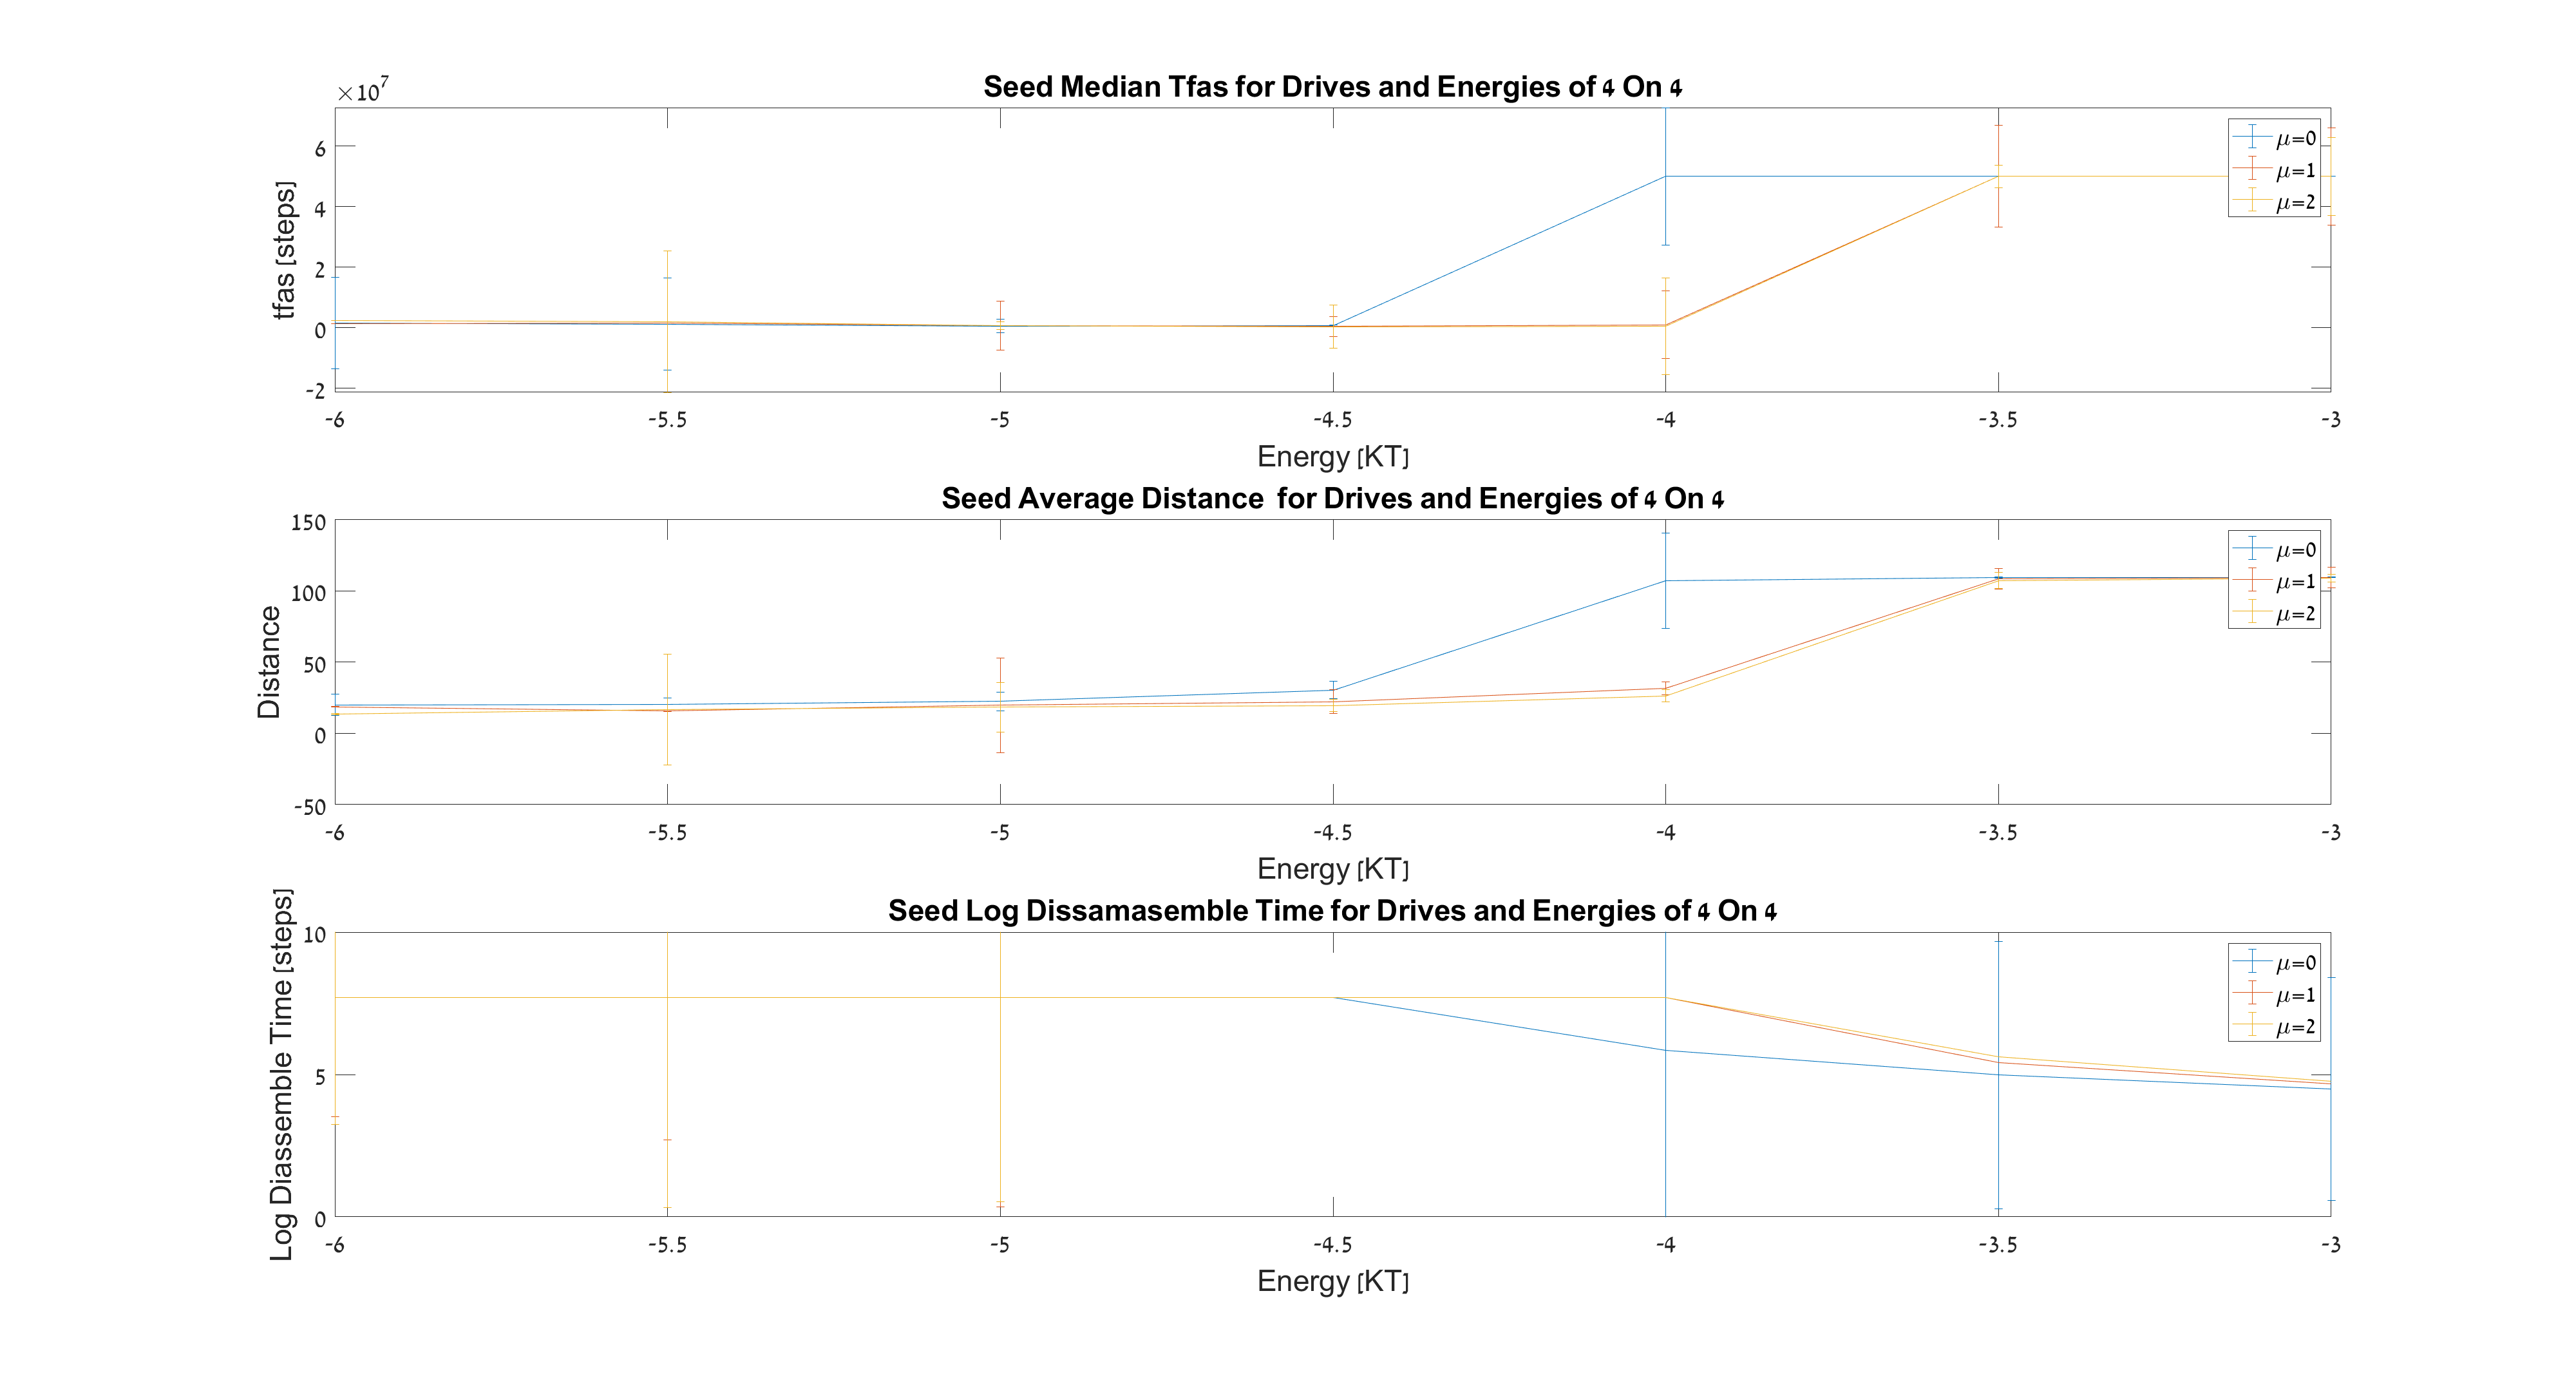 Seed Median Tfas for Drives and Energies of 4 On 4
×10^7
6
4
2
0
-2
tfas [steps]
-6 -5.5 -5 -4.5 -4 -3.5 -3
Energy [KT]
μ=0
μ=1
μ=2
Seed Average Distance for Drives and Energies of 4 On 4
150
100
50
0
-50
Distance
-6 -5.5 -5 -4.5 -4 -3.5 -3
Energy [KT]
μ=0
μ=1
μ=2
Seed Log Dissamasemble Time for Drives and Energies of 4 On 4
10
5
0
Log Diassemble Time [steps]
-6 -5.5 -5 -4.5 -4 -3.5 -3
Energy [KT]
μ=0
μ=1
μ=2